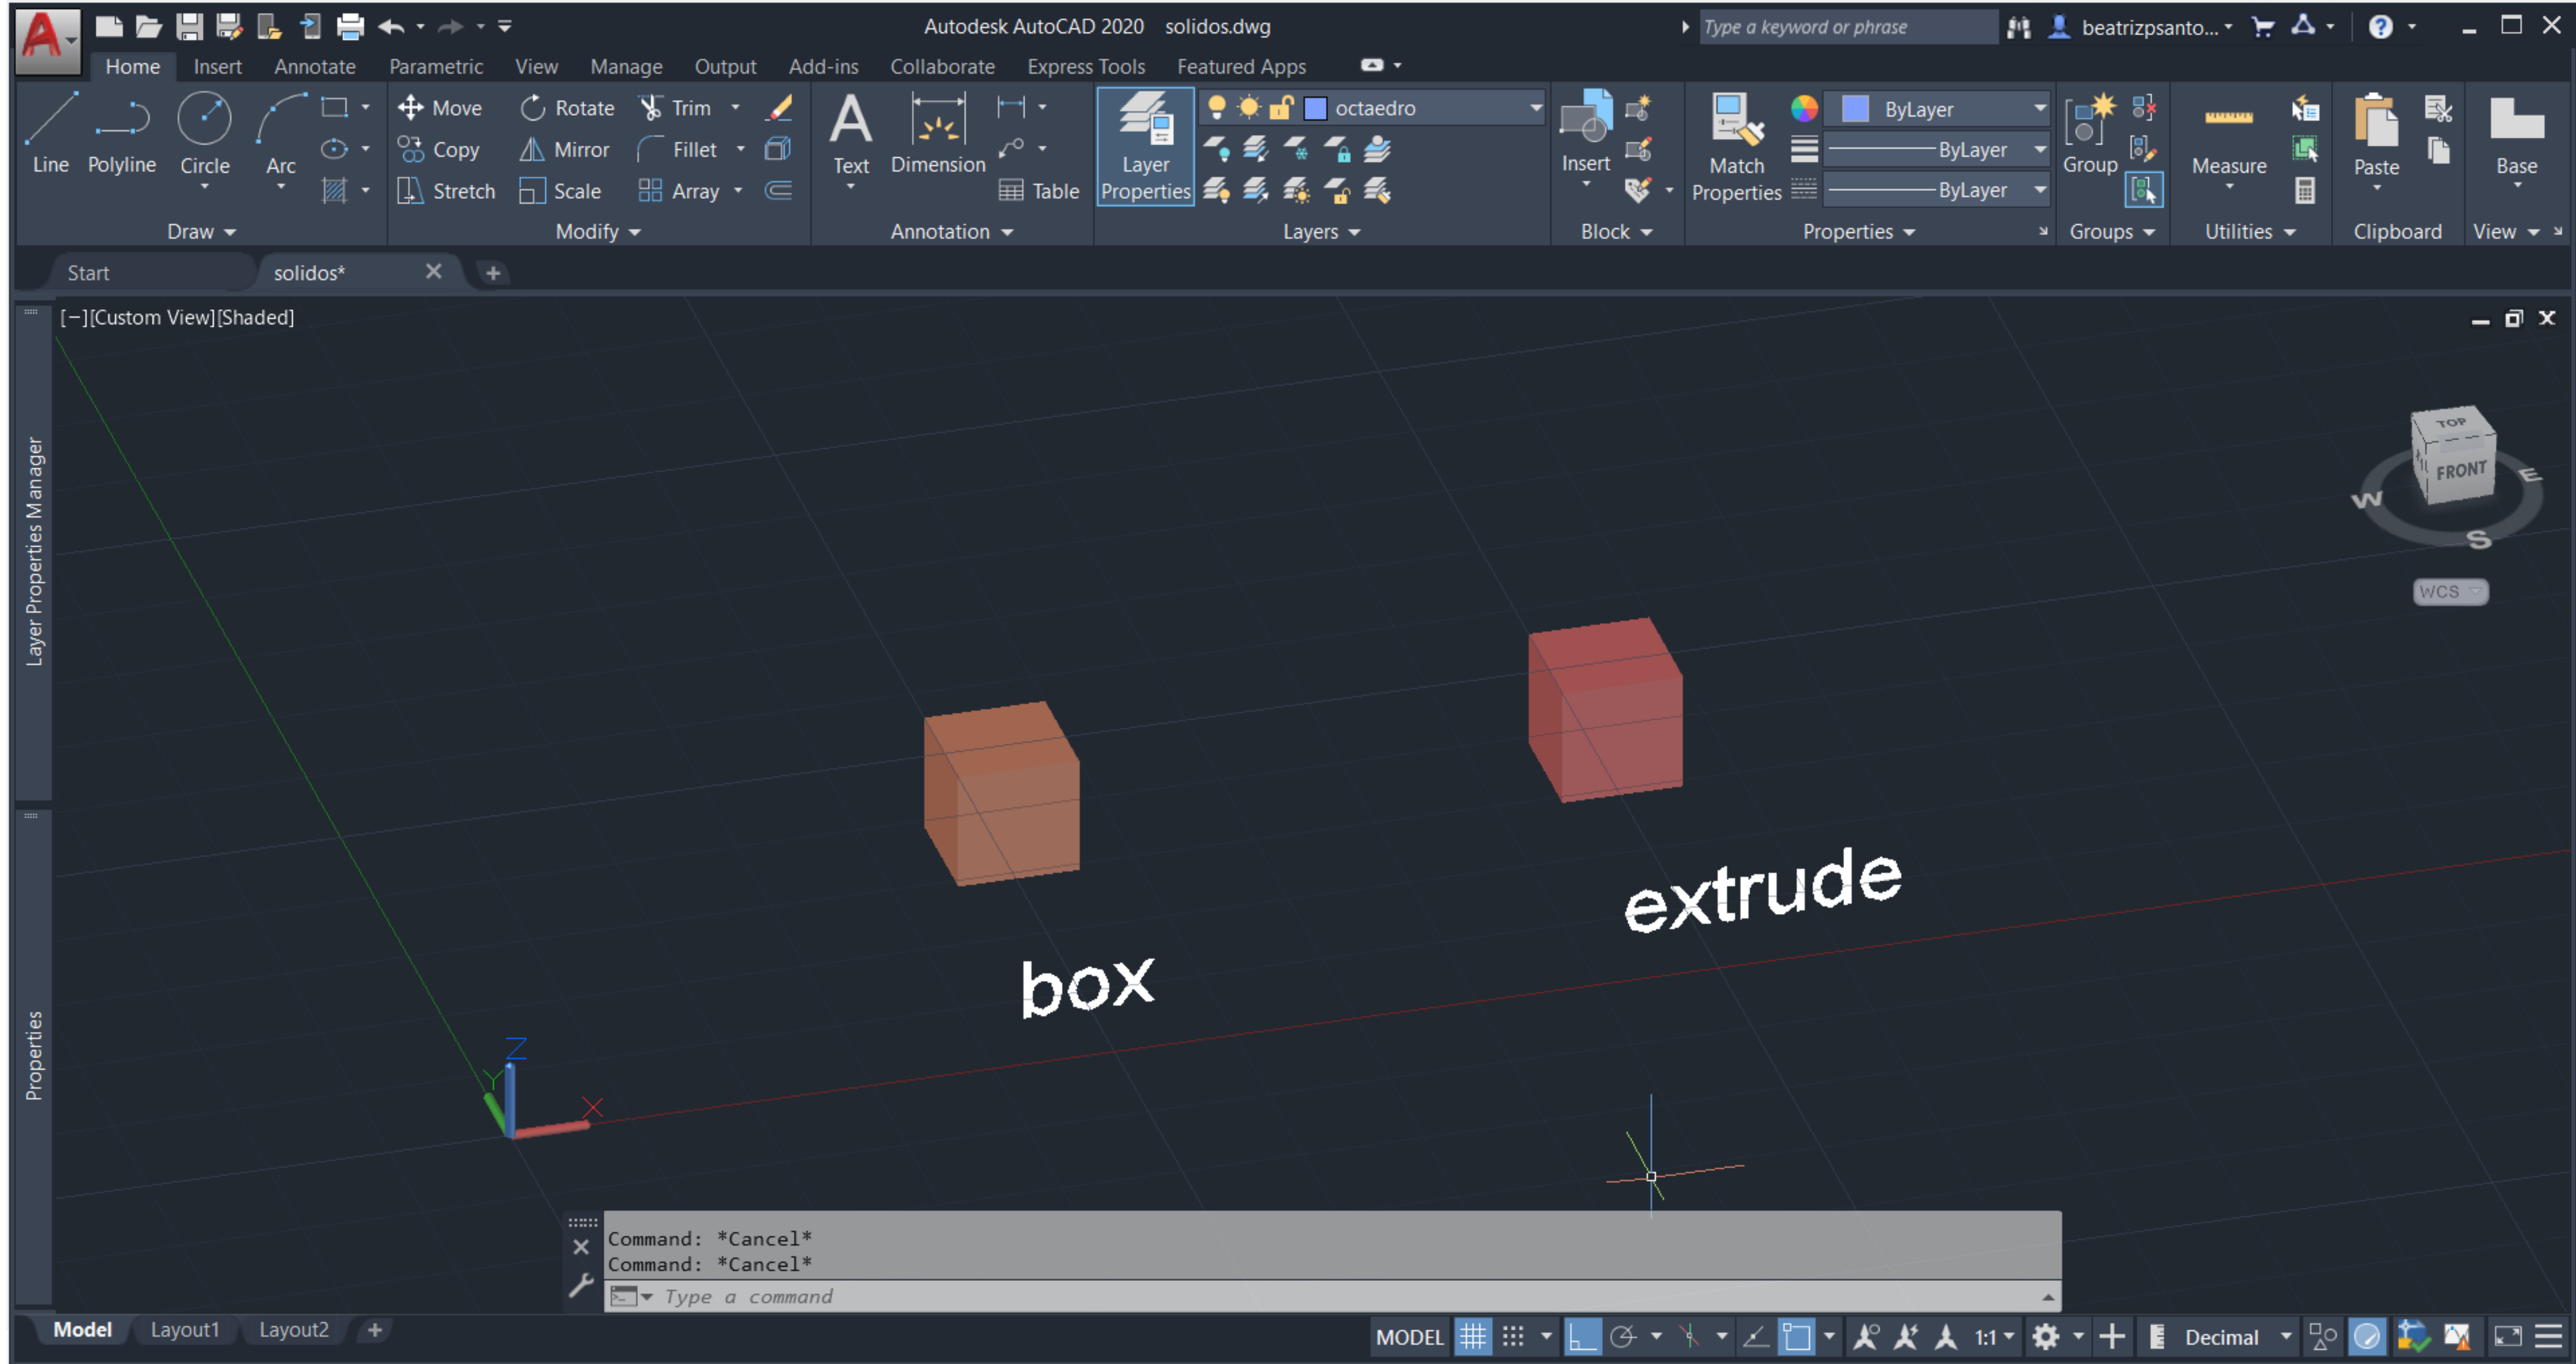 Autodesk AutoCAD 2020 solidos.dwg
Type a keyword or phrase
beatrizpsanto...
Home Insert Annotate Parametric View Manage Output Add-ins Collaborate Express Tools Featured Apps
Line Polyline Circle Arc
Move Rotate Trim
Copy Mirror Fillet
Stretch Scale Array
Text Dimension Table
Layer Properties
octaedro
Insert
Match Properties
ByLayer
ByLayer
ByLayer
Group
Measure
Paste
Base
Draw Modify Annotation Layers Block Properties Groups Utilities Clipboard View
Start solidos*
[−][Custom View][Shaded]
Layer Properties Manager
Properties
TOP
FRONT
W
E
S
WCS
extrude
box
Z
Y
X
Command: *Cancel*
Command: *Cancel*
Type a command
Model Layout1 Layout2
MODEL 1:1 Decimal